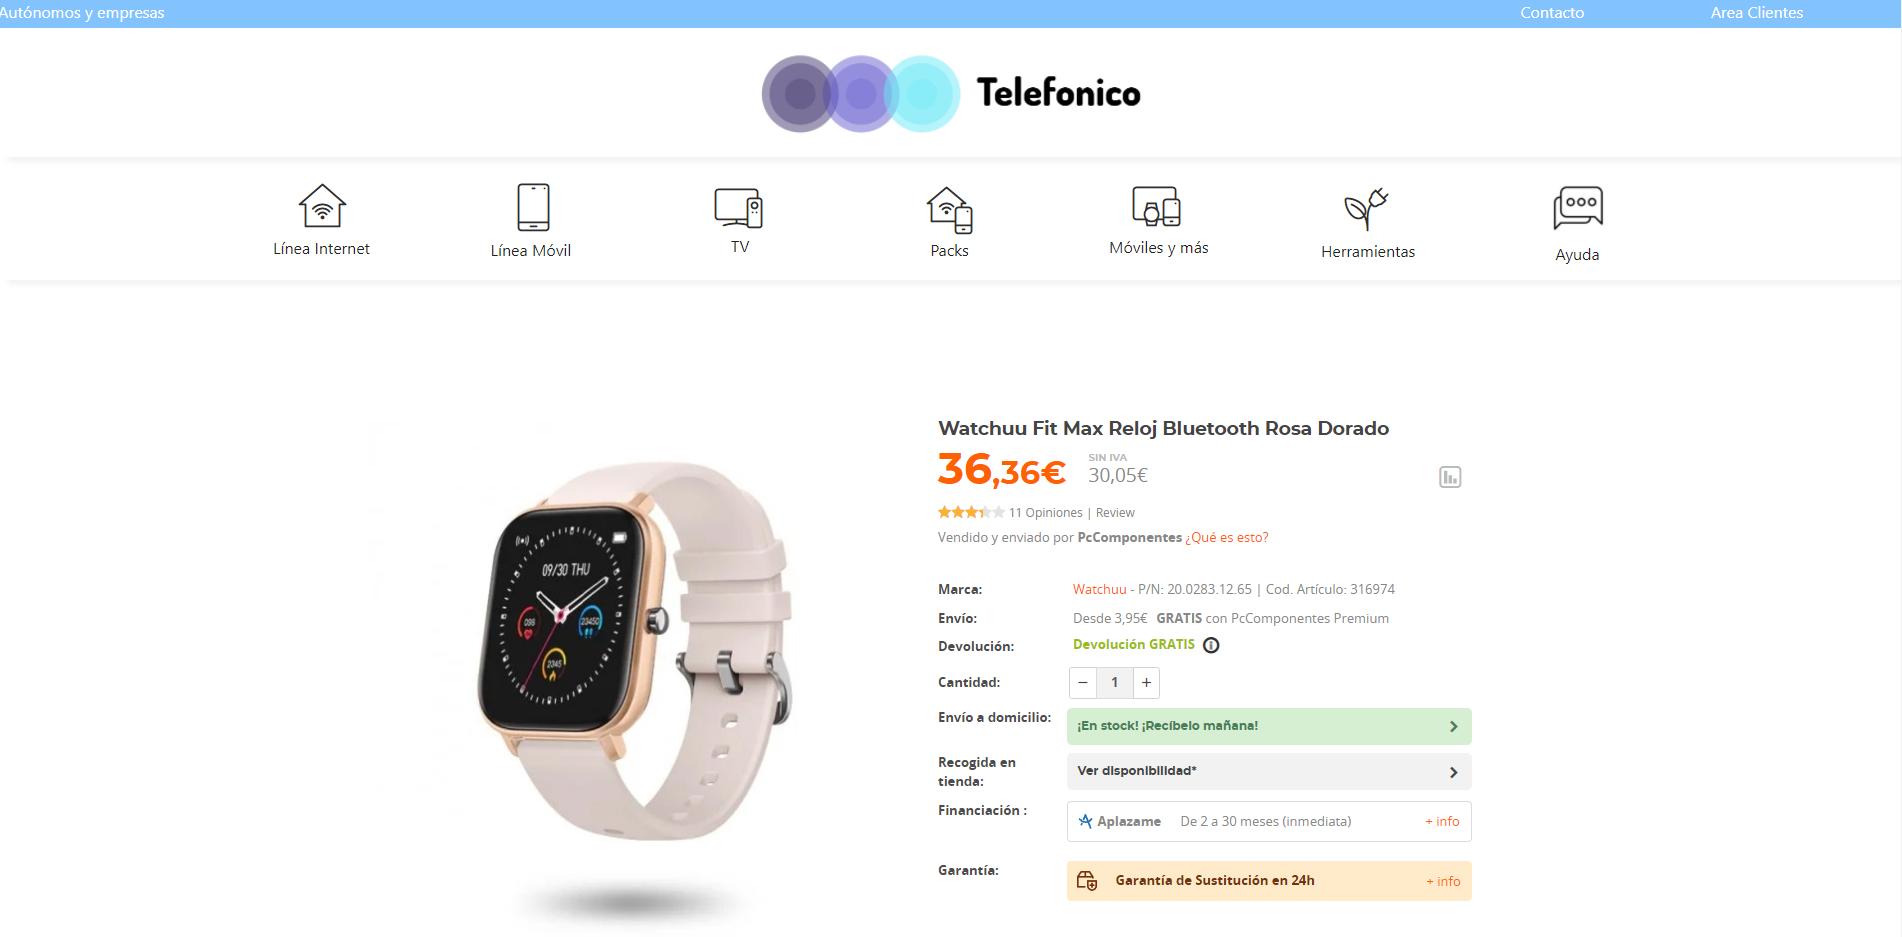 Autónomos y empresas
Contacto
Area Clientes
Telefonico
Línea Internet
Línea Móvil
TV
Packs
Móviles y más
Herramientas
Ayuda
Watchuu Fit Max Reloj Bluetooth Rosa Dorado
36,36€
SIN IVA
30,05€
11 Opiniones | Review
Vendido y enviado por PcComponentes ¿Qué es esto?
Marca: Watchuu - P/N: 20.0283.12.65 | Cod. Artículo: 316974
Envío: Desde 3,95€ GRATIS con PcComponentes Premium
Devolución: Devolución GRATIS
Cantidad: − 1 +
Envío a domicilio: ¡En stock! ¡Recíbelo mañana!
Recogida en
tienda:
Ver disponibilidad*
Financiación : Aplazame De 2 a 30 meses (inmediata) + info
Garantía: Garantía de Sustitución en 24h + info
09/30 THU
096
23450
2345